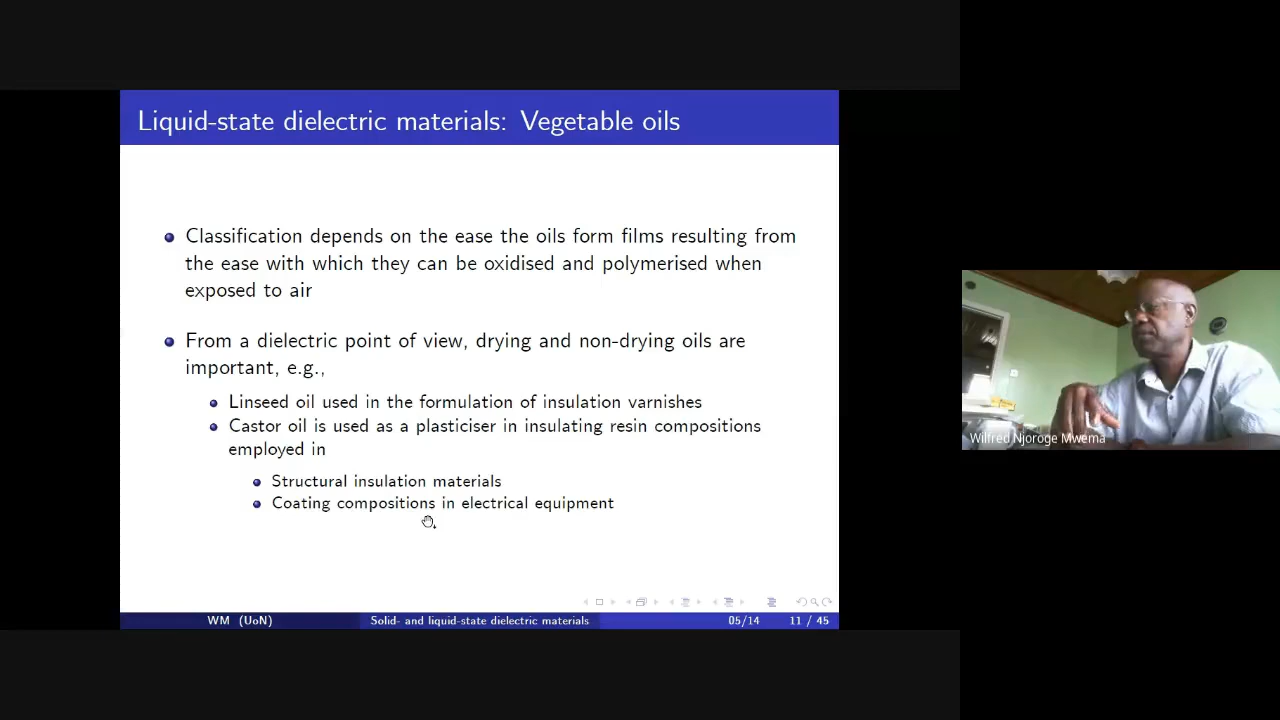 Liquid-state dielectric materials: Vegetable oils
Classification depends on the ease the oils form films resulting from
the ease with which they can be oxidised and polymerised when
exposed to air
From a dielectric point of view, drying and non-drying oils are
important, e.g.,
Linseed oil used in the formulation of insulation varnishes
Castor oil is used as a plasticiser in insulating resin compositions
employed in
Structural insulation materials
Coating compositions in electrical equipment
WM (UoN)
Solid- and liquid-state dielectric materials
05/14
11 / 45
Wilfred Njoroge Mwema